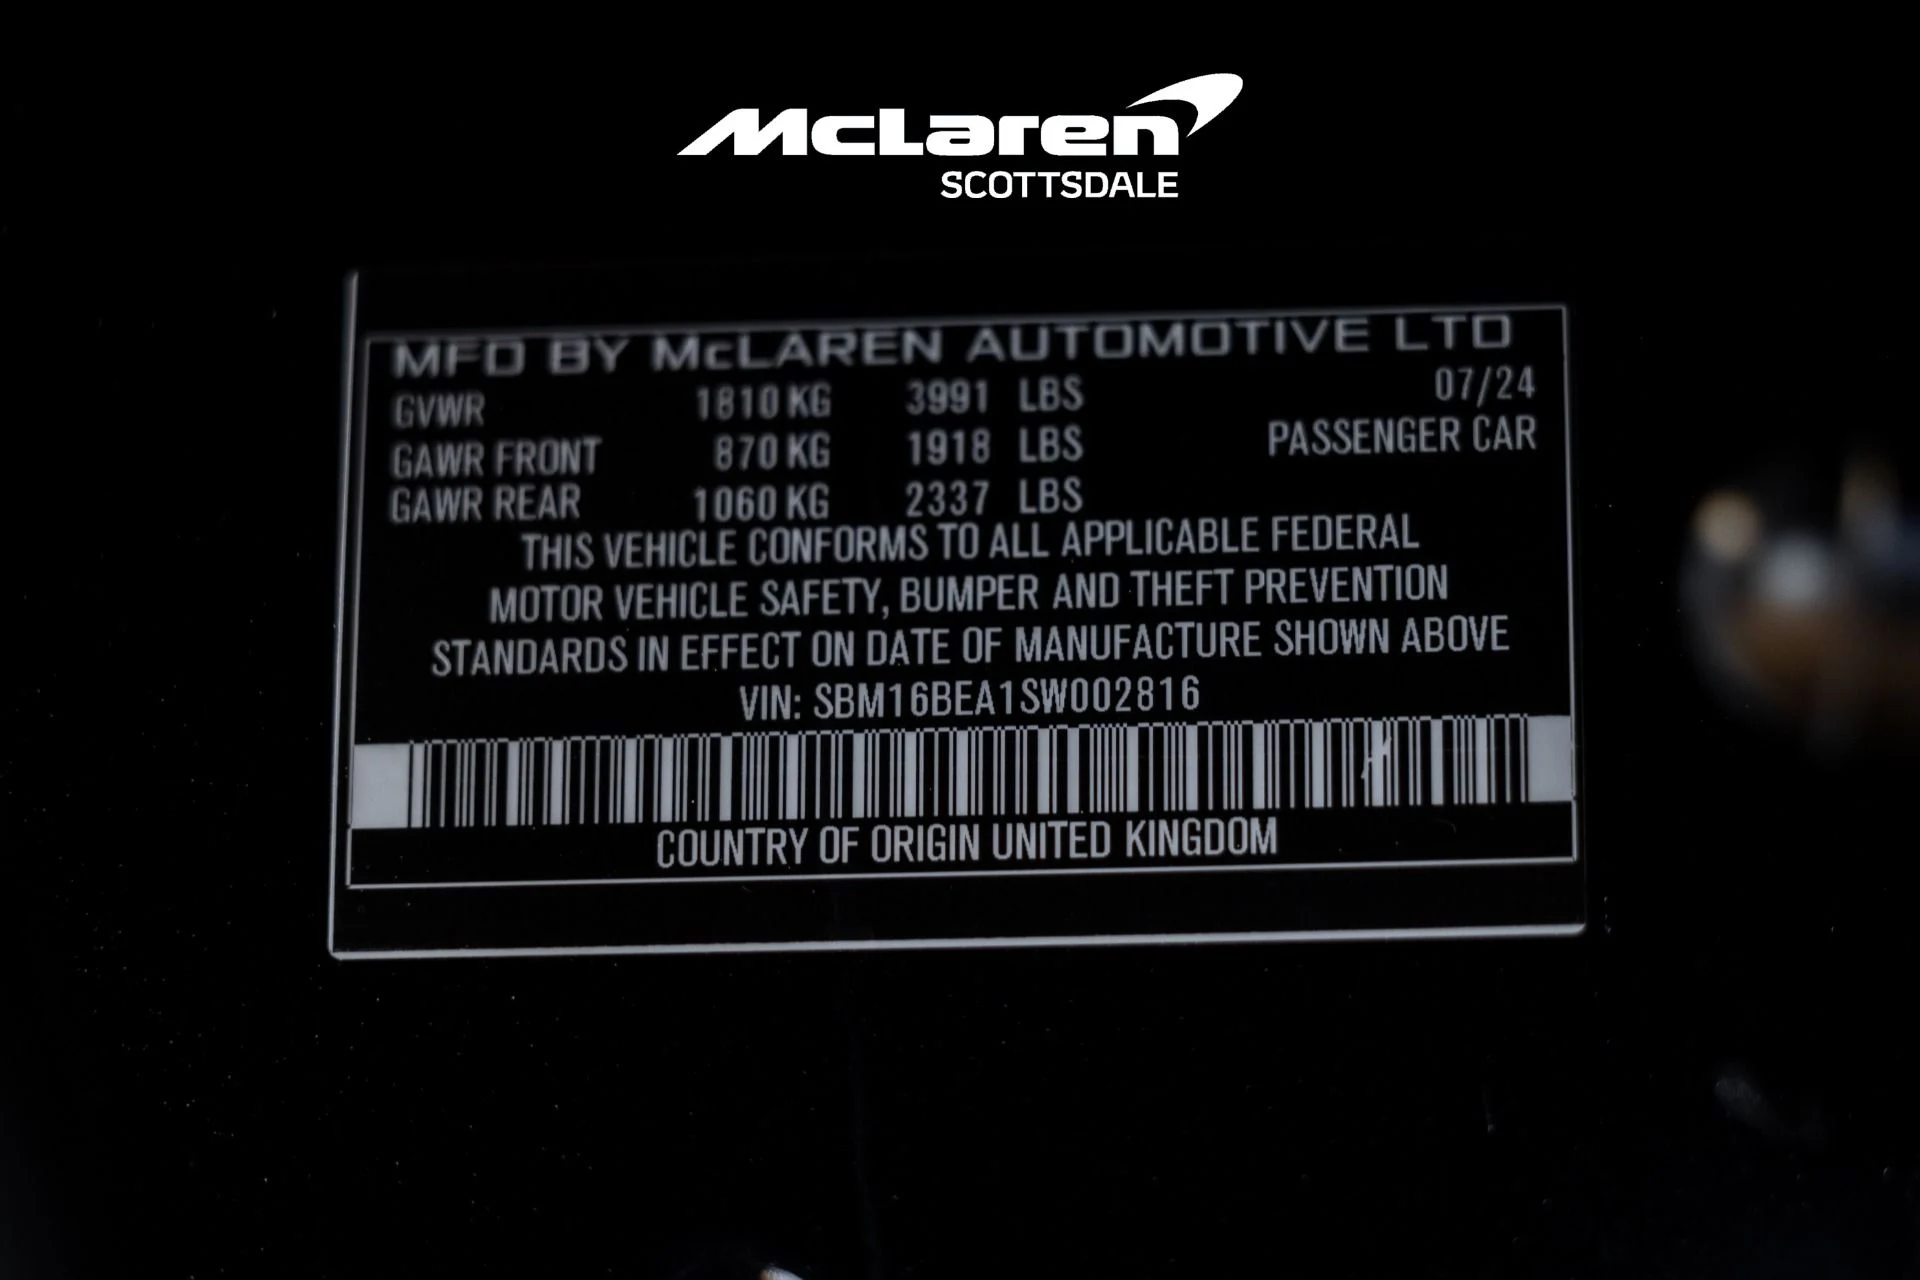 McLaren
SCOTTSDALE
MFD BY McLAREN AUTOMOTIVE LTD
GVWR 1810 KG 3991 LBS 07/24
GAWR FRONT 870 KG 1918 LBS PASSENGER CAR
GAWR REAR 1060 KG 2337 LBS
THIS VEHICLE CONFORMS TO ALL APPLICABLE FEDERAL
MOTOR VEHICLE SAFETY, BUMPER AND THEFT PREVENTION
STANDARDS IN EFFECT ON DATE OF MANUFACTURE SHOWN ABOVE
VIN: SBM16BEA1SW002816
COUNTRY OF ORIGIN UNITED KINGDOM